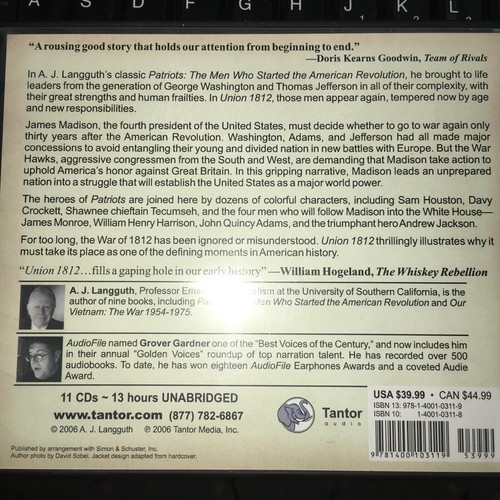 A S D F G H J K L
1 2
"A rousing good story that holds our attention from beginning to end."
—Doris Kearns Goodwin, Team of Rivals
In A. J. Langguth's classic Patriots: The Men Who Started the American Revolution, he brought to life
leaders from the generation of George Washington and Thomas Jefferson in all of their complexity, with
their great strengths and human frailties. In Union 1812, those men appear again, tempered now by age
and new responsibilities.
James Madison, the fourth president of the United States, must decide whether to go to war again only
thirty years after the American Revolution. Washington, Adams, and Jefferson had all made major
concessions to avoid entangling their young and divided nation in new battles with Europe. But the War
Hawks, aggressive congressmen from the South and West, are demanding that Madison take action to
uphold America's honor against Great Britain. In this gripping narrative, Madison leads an unprepared
nation into a struggle that will establish the United States as a major world power.
The heroes of Patriots are joined here by dozens of colorful characters, including Sam Houston, Davy
Crockett, Shawnee chieftain Tecumseh, and the four men who will follow Madison into the White House—
James Monroe, William Henry Harrison, John Quincy Adams, and the triumphant hero Andrew Jackson.
For too long, the War of 1812 has been ignored or misunderstood. Union 1812 thrillingly illustrates why it
must take its place as one of the defining moments in American history.
"Union 1812…fills a gaping hole in our early history" —William Hogeland, The Whiskey Rebellion
A. J. Langguth, Professor at the University of Southern California, is the
author of nine books, including Men Who Started the American Revolution and Our
Vietnam: The War 1954-1975.
AudioFile named Grover Gardner one of the "Best Voices of the Century," and now includes him
in their annual "Golden Voices" roundup of top narration talent. He has recorded over 500
audiobooks. To date, he has won eighteen AudioFile Earphones Awards and a coveted Audie
Award.
11 CDs ~ 13 hours UNABRIDGED
www.tantor.com (877) 782-6867
© 2006 A. J. Langguth ℗ 2006 Tantor Media, Inc.
Tantor
audio
Published by arrangement with Simon & Schuster, Inc.
Author photo by David Sobel. Jacket design adapted from hardcover.
USA $39.99 • CAN $44.99
ISBN 13: 978-1-4001-0311-9
ISBN 10: 1-4001-0311-8
9 781400 103119
53999